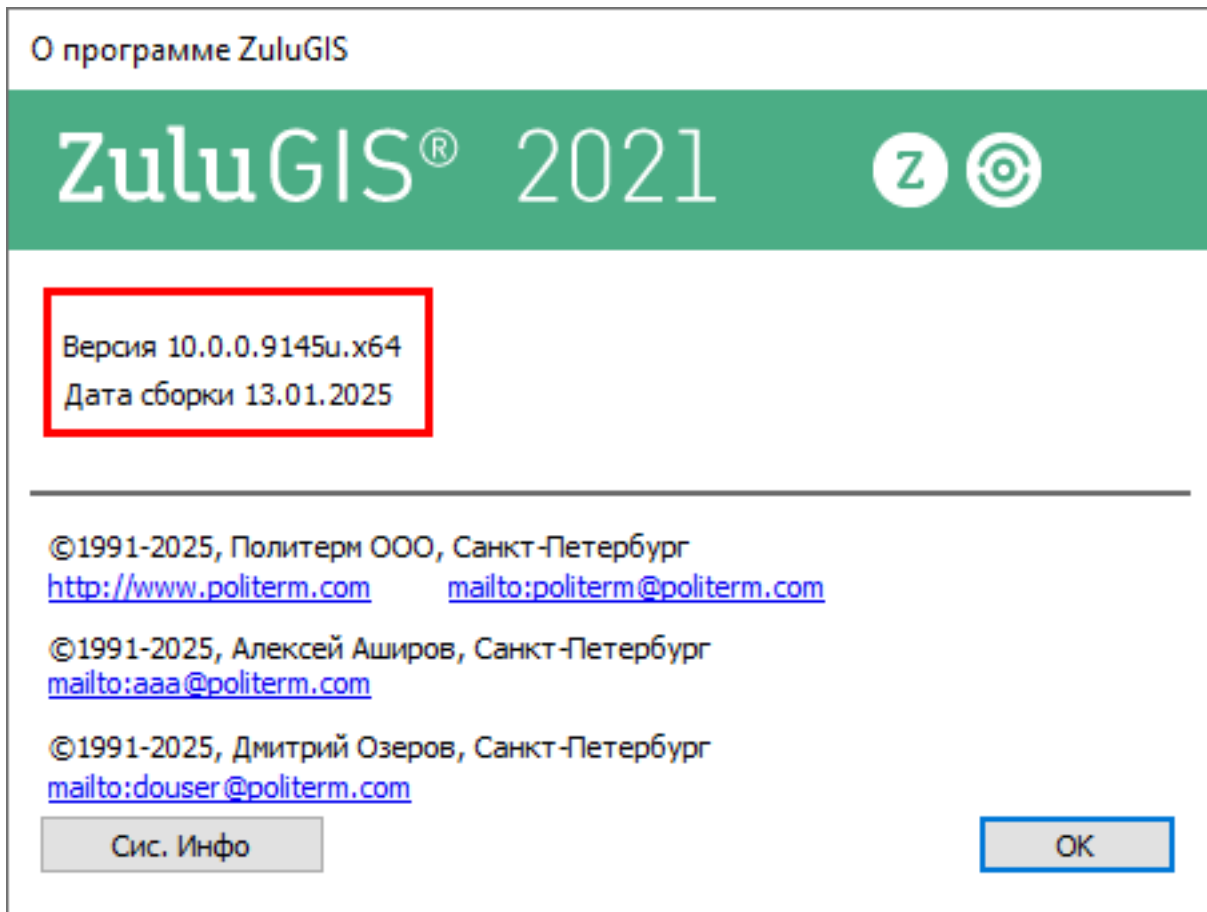 О программе ZuluGIS
ZuluGIS® 2021 Z
Версия 10.0.0.9145u.x64
Дата сборки 13.01.2025
©1991-2025, Политерм ООО, Санкт-Петербург
http://www.politerm.com mailto:politerm@politerm.com
©1991-2025, Алексей Аширов, Санкт-Петербург
mailto:aaa@politerm.com
©1991-2025, Дмитрий Озеров, Санкт-Петербург
mailto:douser@politerm.com
Сис. Инфо OK